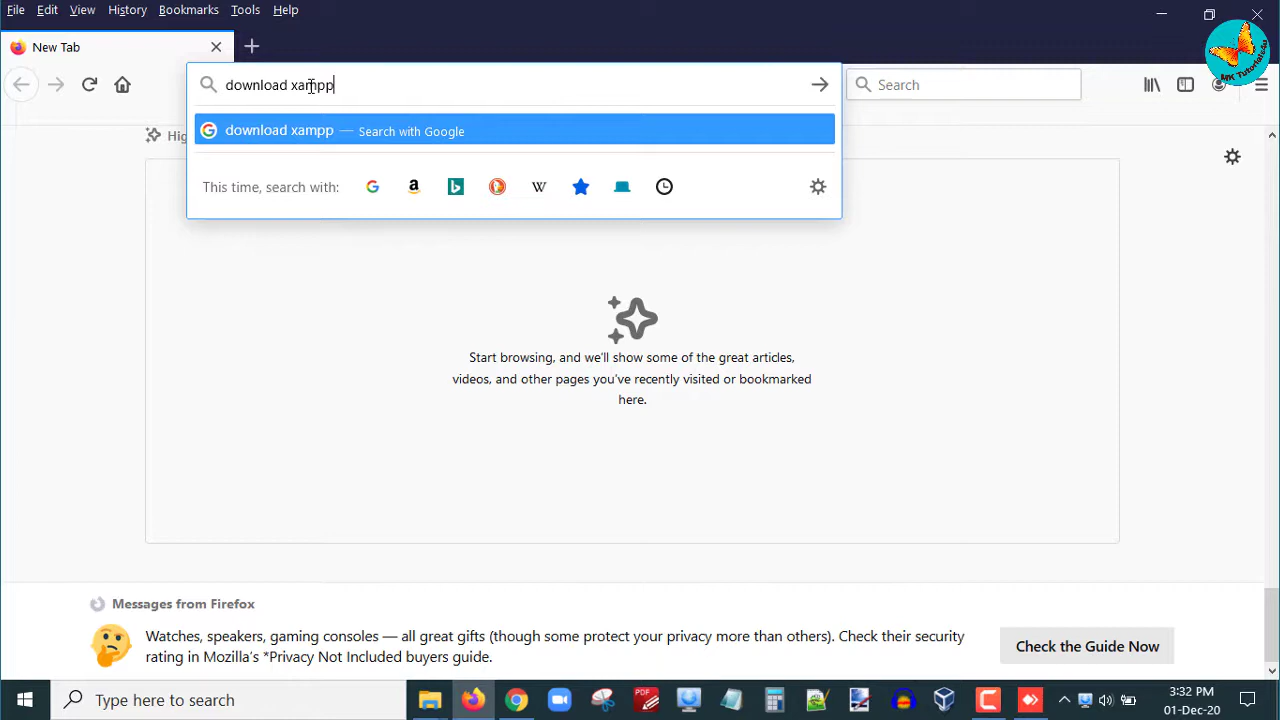 File Edit View History Bookmarks Tools Help
New Tab
MK Tutorials4u
download xampp
Search
download xampp — Search with Google
This time, search with:
Hig
Start browsing, and we'll show some of the great articles,
videos, and other pages you've recently visited or bookmarked
here.
Messages from Firefox
Watches, speakers, gaming consoles — all great gifts (though some protect your privacy more than others). Check their security
rating in Mozilla's *Privacy Not Included buyers guide.
Check the Guide Now
Type here to search
PDF
3:32 PM
01-Dec-20